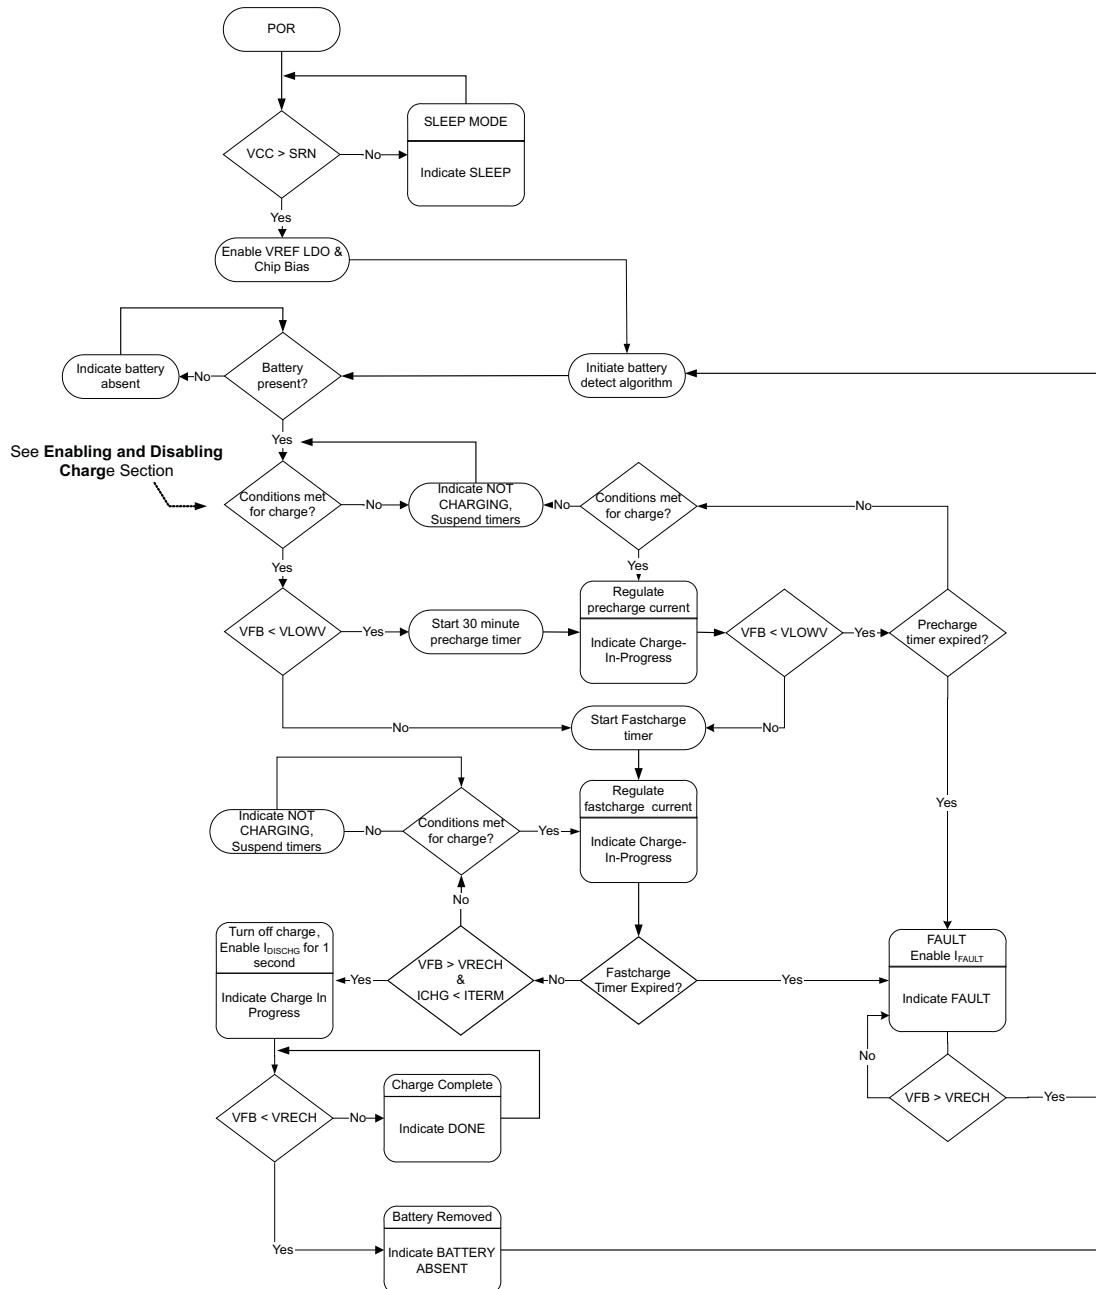 POR
SLEEP MODE
VCC > SRN
No
Indicate SLEEP
Yes
Enable VREF LDO &
Chip Bias
Indicate battery
absent
No
Battery
present?
Initiate battery
detect algorithm
Yes
See Enabling and Disabling
Charge Section
Conditions met
for charge?
No
Indicate NOT
CHARGING,
Suspend timers
No
Conditions met
for charge?
No
Yes
Yes
VFB < VLOWV
Yes
Start 30 minute
precharge timer
Regulate
precharge current
Indicate Charge-
In-Progress
VFB < VLOWV
Yes
Precharge
timer expired?
No
Start Fastcharge
timer
No
Indicate NOT
CHARGING,
Suspend timers
No
Conditions met
for charge?
Yes
Regulate
fastcharge current
Indicate Charge-
In-Progress
Yes
No
Turn off charge,
Enable IDISCHG for 1
second
Indicate Charge In
Progress
Yes
VFB > VRECH
&
ICHG < ITERM
No
Fastcharge
Timer Expired?
Yes
FAULT
Enable IFAULT
Indicate FAULT
No
VFB > VRECH
Yes
VFB < VRECH
No
Charge Complete
Indicate DONE
Yes
Battery Removed
Indicate BATTERY
ABSENT